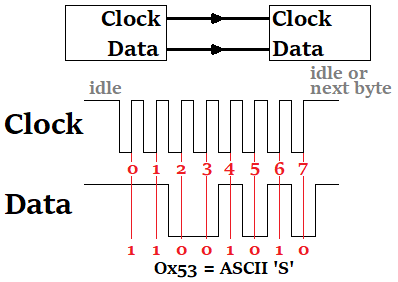 Clock Clock
Data Data
idle
idle or
next byte
Clock
0 1 2 3 4 5 6 7
Data
1 1 0 0 1 0 1 0
0x53 = ASCII 'S'